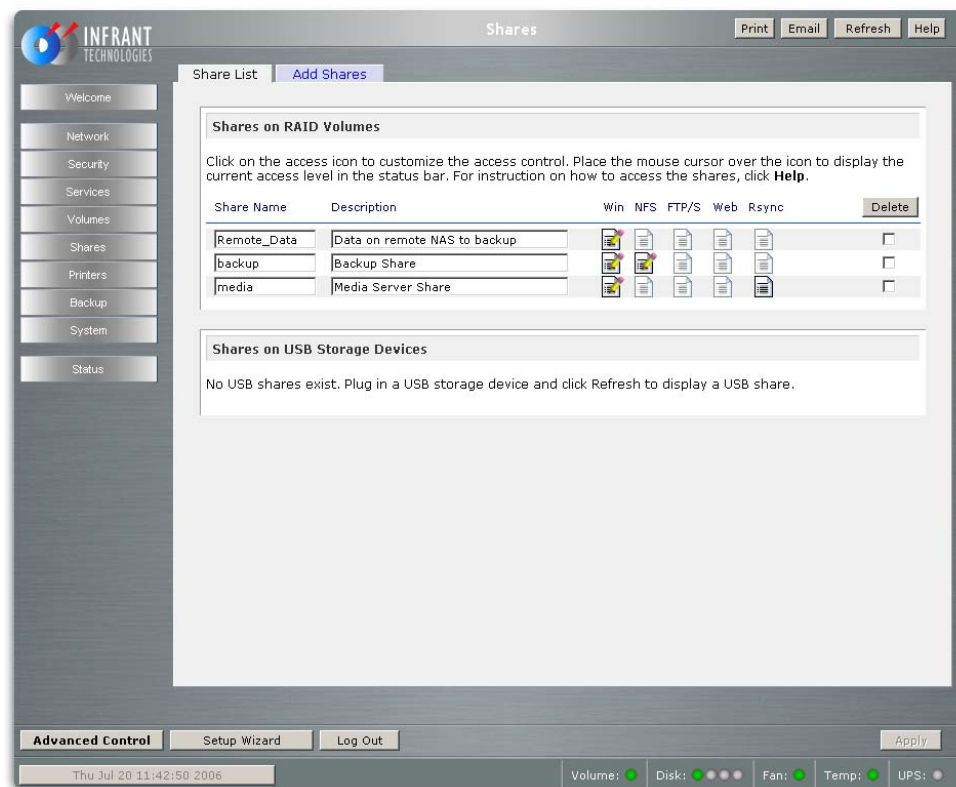 INFRANT
TECHNOLOGIES
Shares
Print Email Refresh Help
Share List Add Shares
Welcome
Network
Security
Services
Volumes
Shares
Printers
Backup
System
Status
Shares on RAID Volumes
Click on the access icon to customize the access control. Place the mouse cursor over the icon to display the
current access level in the status bar. For instruction on how to access the shares, click Help.
Share Name Description Win NFS FTP/S Web Rsync Delete
Remote_Data Data on remote NAS to backup
backup Backup Share
media Media Server Share
Shares on USB Storage Devices
No USB shares exist. Plug in a USB storage device and click Refresh to display a USB share.
Advanced Control Setup Wizard Log Out Apply
Thu Jul 20 11:42:50 2006 Volume: Disk: Fan: Temp: UPS: